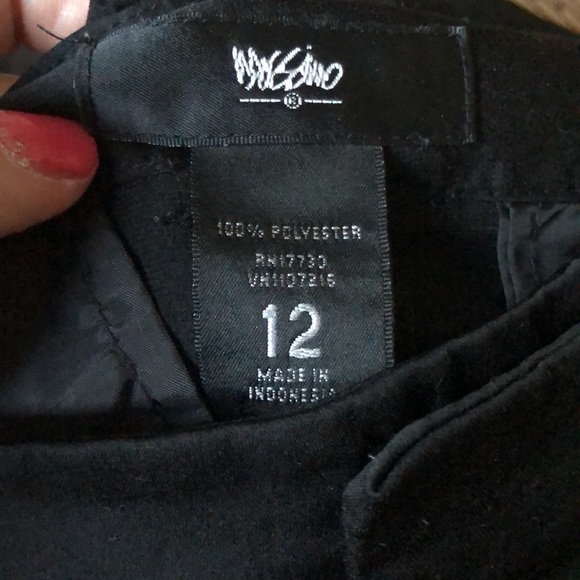 Mossimo
100% POLYESTER
RN17730
VN1107216
12
MADE IN
INDONESIA